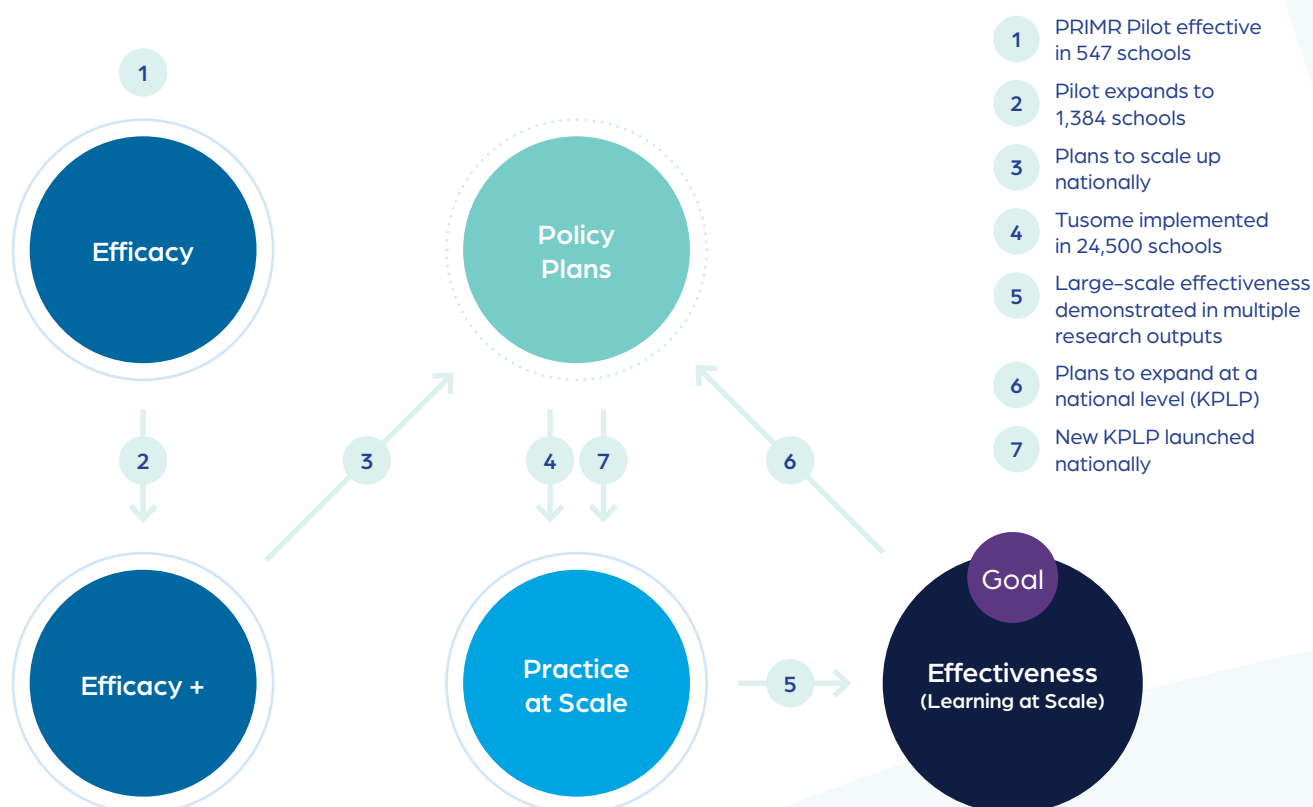 1
Efficacy
2
Efficacy +
3
Policy
Plans
4
7
Practice
at Scale
5
6
Goal
Effectiveness
(Learning at Scale)
1
PRIMR Pilot effective
in 547 schools
2
Pilot expands to
1,384 schools
3
Plans to scale up
nationally
4
Tusome implemented
in 24,500 schools
5
Large-scale effectiveness
demonstrated in multiple
research outputs
6
Plans to expand at a
national level (KPLP)
7
New KPLP launched
nationally